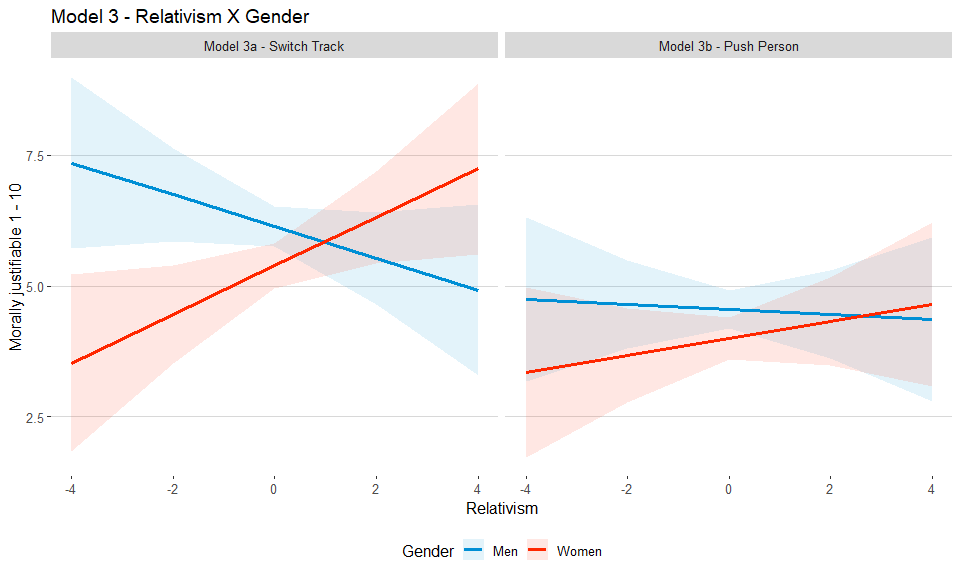 Model 3 - Relativism X Gender
Model 3a - Switch Track
Model 3b - Push Person
Morally justifiable 1 - 10
7.5
5.0
2.5
-4 -2 0 2 4
-4 -2 0 2 4
Relativism
Gender Men Women